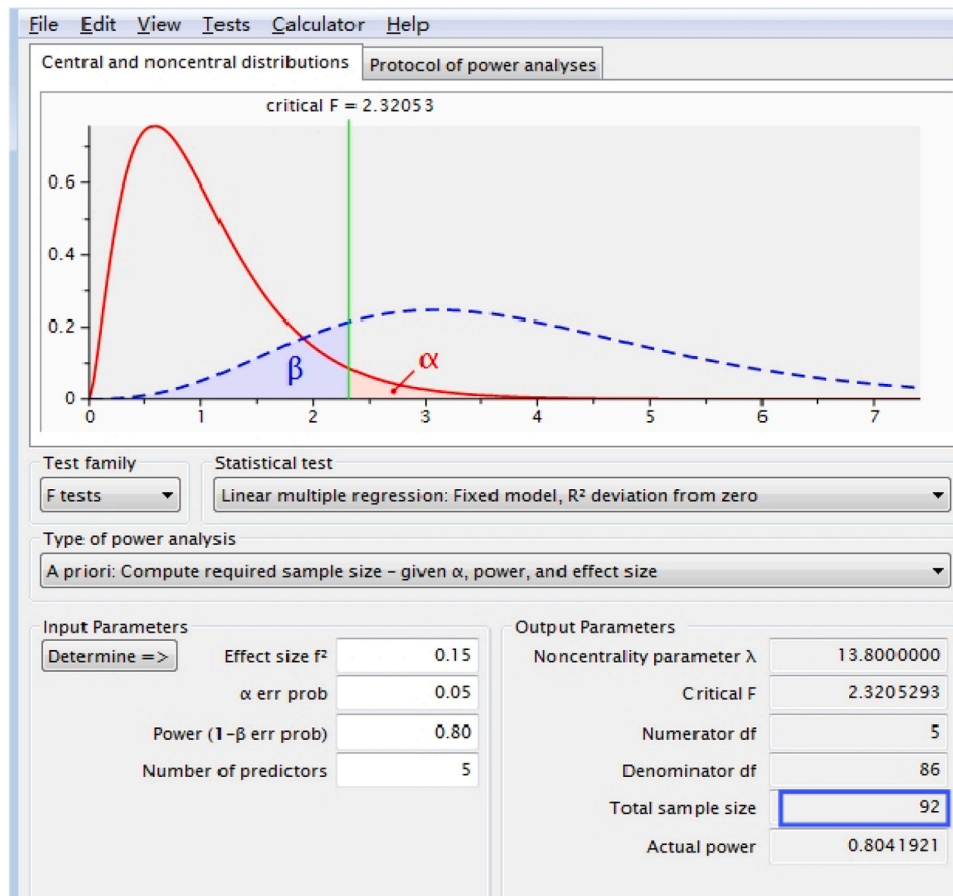 File Edit View Tests Calculator Help
Central and noncentral distributions Protocol of power analyses
critical F = 2.32053
0.6
0.4
0.2
0
β
α
0 1 2 3 4 5 6 7
Test family Statistical test
F tests Linear multiple regression: Fixed model, R² deviation from zero
Type of power analysis
A priori: Compute required sample size – given α, power, and effect size
Input Parameters Output Parameters
Determine => Effect size f² 0.15 Noncentrality parameter λ 13.8000000
α err prob 0.05 Critical F 2.3205293
Power (1-β err prob) 0.80 Numerator df 5
Number of predictors 5 Denominator df 86
Total sample size 92
Actual power 0.8041921